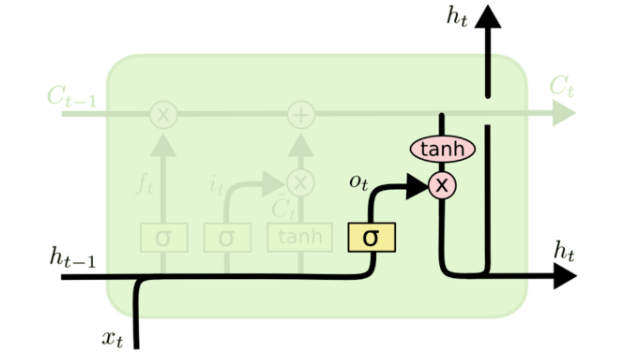 h_t
C_{t-1}
C_t
x
+
tanh
f_t
i_t
x
C̃_t
o_t
x
σ
σ
tanh
σ
h_{t-1}
h_t
x_t